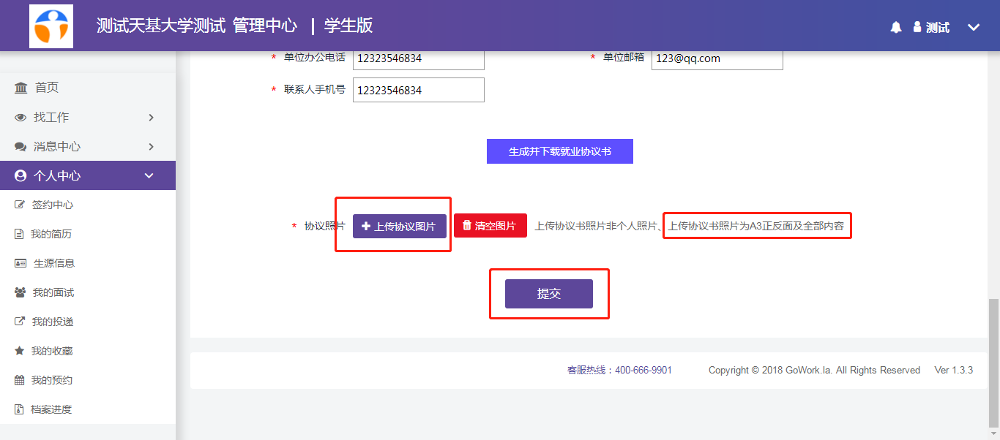 测试天基大学测试 管理中心 | 学生版
测试
首页
找工作
消息中心
个人中心
签约中心
我的简历
生源信息
我的面试
我的投递
我的收藏
我的预约
档案进度
* 单位办公电话 12323546834 * 单位邮箱 123@qq.com
* 联系人手机号 12323546834
生成并下载就业协议书
* 协议照片 上传协议图片 清空图片 上传协议书照片非个人照片、上传协议书照片为A3正反面及全部内容
提交
客服热线：400-666-9901 Copyright © 2018 GoWork.la. All Rights Reserved Ver 1.3.3